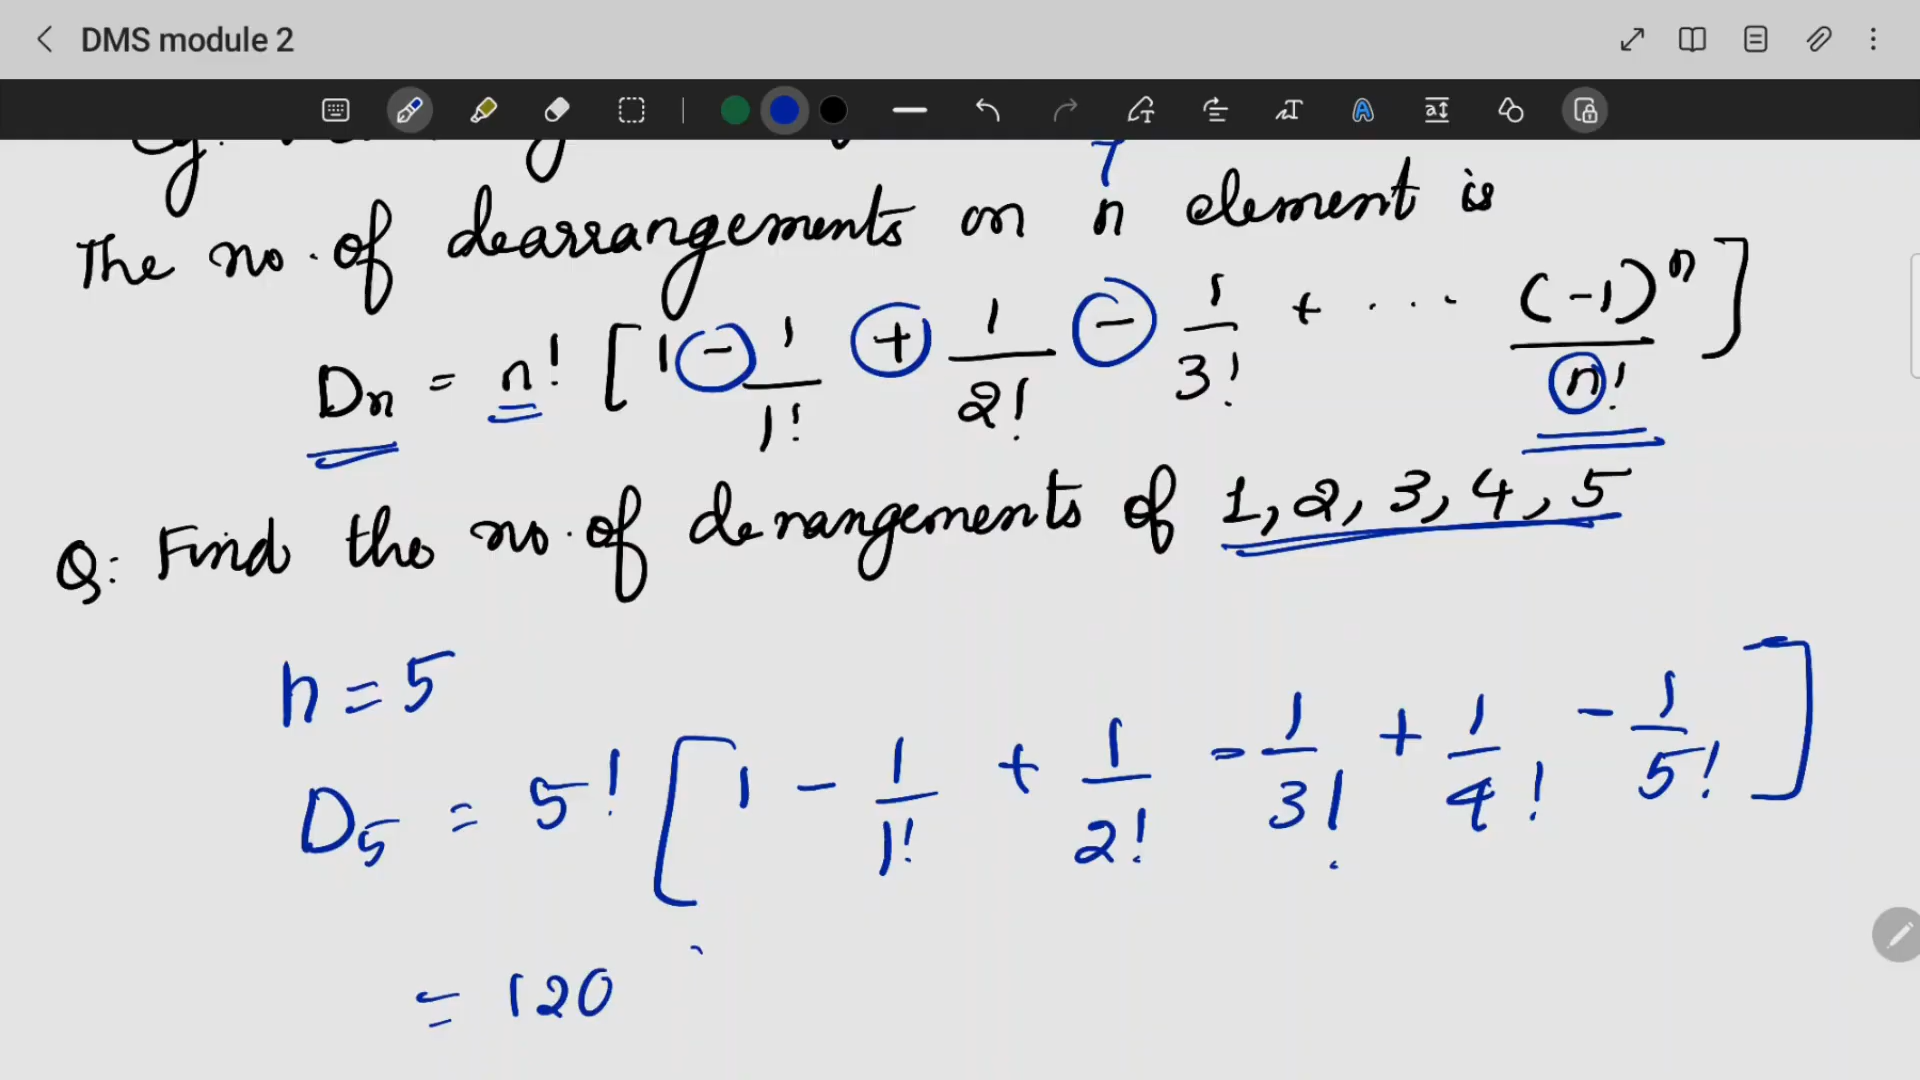 DMS module 2
The no. of dearrangements on n element is
Dn = n! [1 - 1/1! + 1/2! - 1/3! + ... (-1)^n/n!]
Q: Find the no. of derangements of 1, 2, 3, 4, 5
n = 5
D5 = 5! [1 - 1/1! + 1/2! - 1/3! + 1/4! - 1/5!]
= 120